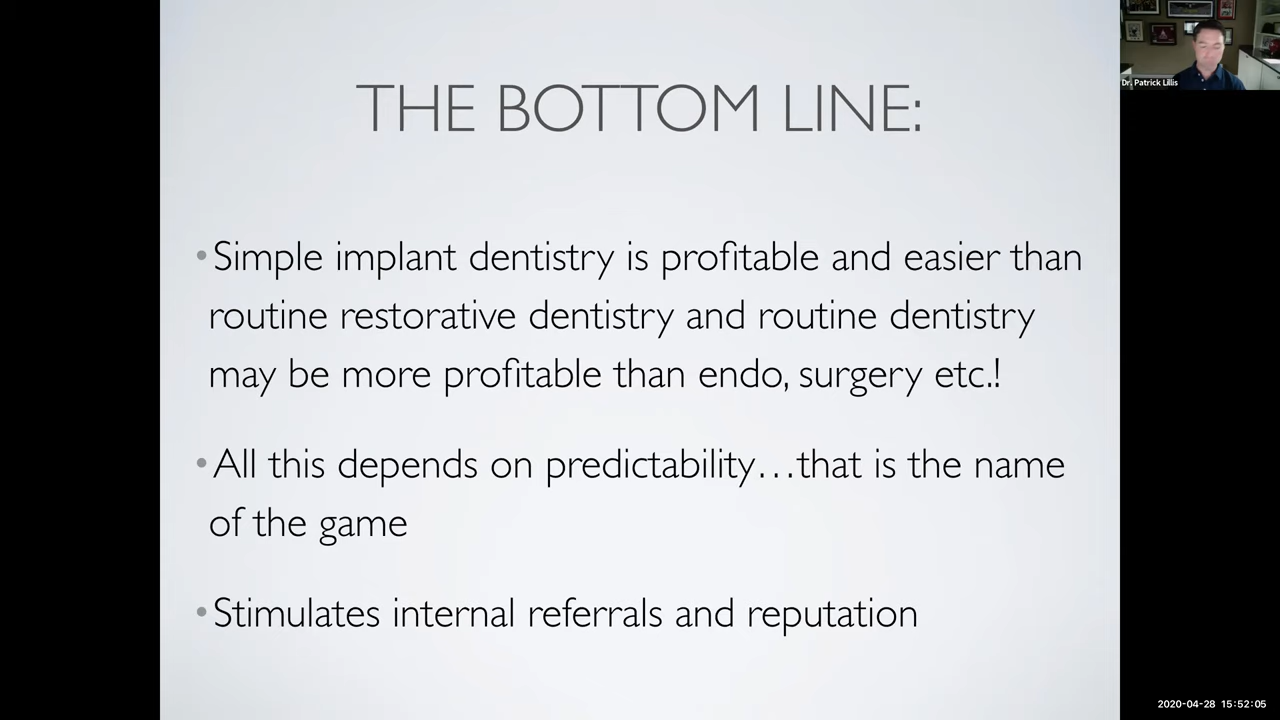 THE BOTTOM LINE:
Dr. Patrick Lillis
•Simple implant dentistry is profitable and easier than
routine restorative dentistry and routine dentistry
may be more profitable than endo, surgery etc.!
•All this depends on predictability…that is the name
of the game
•Stimulates internal referrals and reputation
2020-04-28 15:52:05